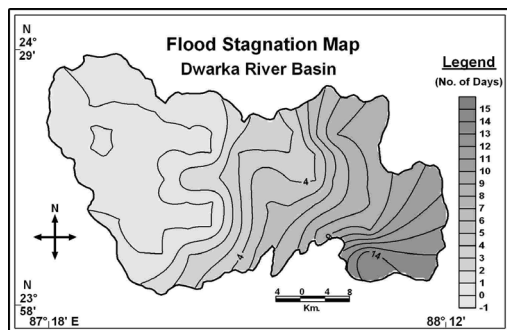 N
24°
29'
Flood Stagnation Map
Dwarka River Basin
Legend
(No. of Days)
15
14
13
12
11
10
9
8
7
6
5
4
3
2
1
0
-1
4
4
9
14
N
4 0 4 8
Km.
N
23°
58'
87° 18' E
88° 12'